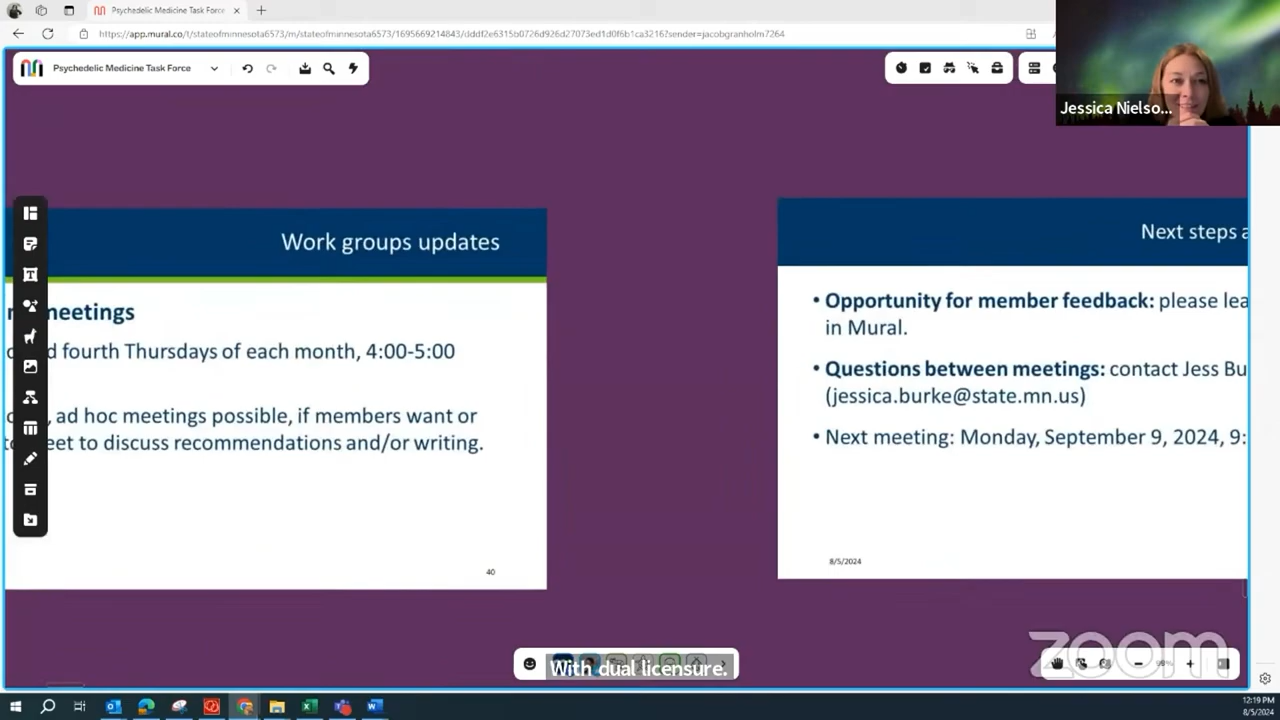 Psychedelic Medicine Task Force
https://app.mural.co/t/stateofminnesota6573/m/stateofminnesota6573/1695669214843/dddf2e6315b0726d926d27073ed1d0f6b1ca3216?sender=jacobgranholm7264
Psychedelic Medicine Task Force
Jessica Nielso...
Work groups updates
meetings
d fourth Thursdays of each month, 4:00-5:00
, ad hoc meetings possible, if members want or
eet to discuss recommendations and/or writing.
40
Next steps a
• Opportunity for member feedback: please lea
in Mural.
• Questions between meetings: contact Jess Bu
(jessica.burke@state.mn.us)
• Next meeting: Monday, September 9, 2024, 9:
8/5/2024
With dual licensure.
zoom
12:19 PM
8/5/2024